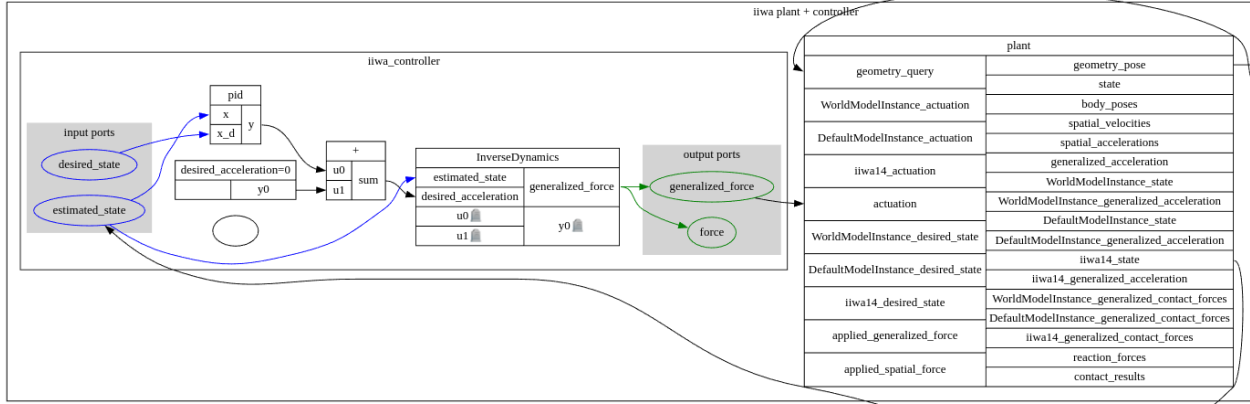 iiwa plant + controller
iiwa_controller
input ports
desired_state
estimated_state
pid
x
x_d
y
desired_acceleration=0
y0
+
u0
u1
sum
InverseDynamics
estimated_state
desired_acceleration
u0🪦
u1🪦
generalized_force
y0🪦
output ports
generalized_force
force
plant
geometry_query
WorldModelInstance_actuation
DefaultModelInstance_actuation
iiwa14_actuation
actuation
WorldModelInstance_desired_state
DefaultModelInstance_desired_state
iiwa14_desired_state
applied_generalized_force
applied_spatial_force
geometry_pose
state
body_poses
spatial_velocities
spatial_accelerations
generalized_acceleration
WorldModelInstance_state
WorldModelInstance_generalized_acceleration
DefaultModelInstance_state
DefaultModelInstance_generalized_acceleration
iiwa14_state
iiwa14_generalized_acceleration
WorldModelInstance_generalized_contact_forces
DefaultModelInstance_generalized_contact_forces
iiwa14_generalized_contact_forces
reaction_forces
contact_results